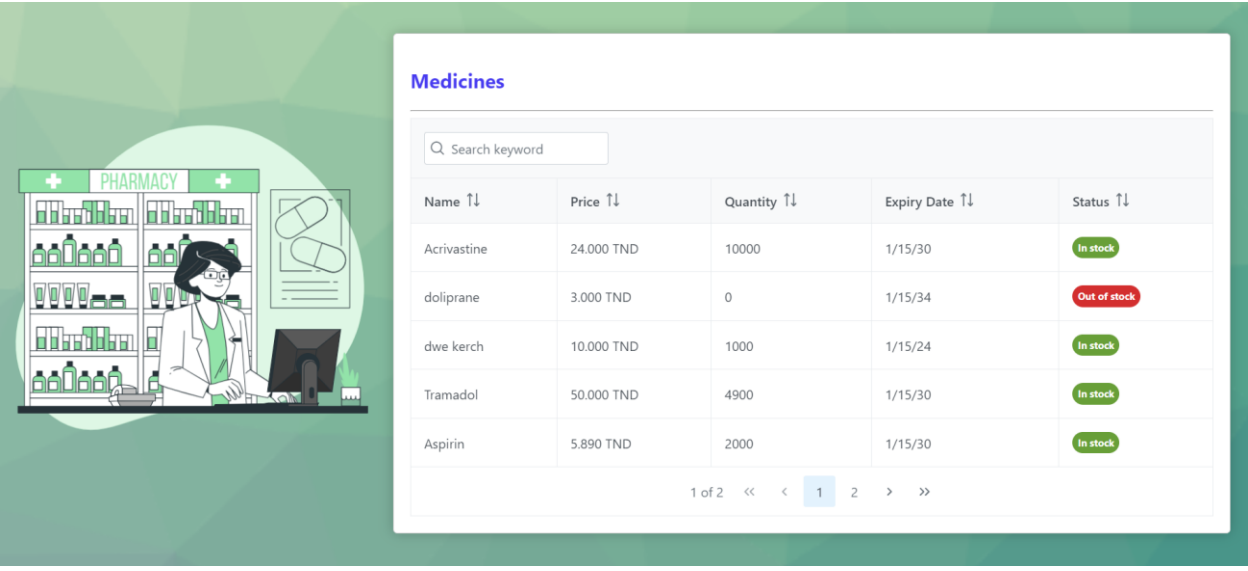 PHARMACY
Medicines
Search keyword
Name Price Quantity Expiry Date Status
Acrivastine 24.000 TND 10000 1/15/30 In stock
doliprane 3.000 TND 0 1/15/34 Out of stock
dwe kerch 10.000 TND 1000 1/15/24 In stock
Tramadol 50.000 TND 4900 1/15/30 In stock
Aspirin 5.890 TND 2000 1/15/30 In stock
1 of 2 « ‹ 1 2 › »